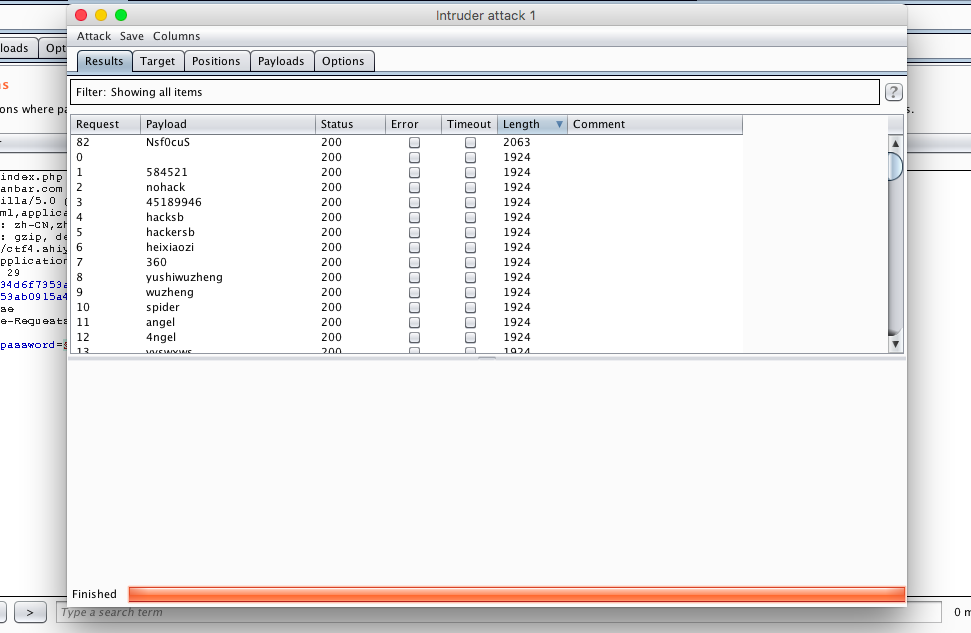 Intruder attack 1
Attack Save Columns
loads Opt
Results Target Positions Payloads Options
Filter: Showing all items
?
ons where pa
s.
Request Payload Status Error Timeout Length Comment
82 Nsf0cuS 200 2063
0 200 1924
1 584521 200 1924
2 nohack 200 1924
3 45189946 200 1924
4 hacksb 200 1924
5 hackersb 200 1924
6 heixiaozi 200 1924
7 360 200 1924
8 yushiwuzheng 200 1924
9 wuzheng 200 1924
10 spider 200 1924
11 angel 200 1924
12 4ngel 200 1924
13 200 1924
index.php
anbar.com
illa/5.0 (
ml,applica
: zh-CN,zh
: gzip, de
/ctf4.shiy
pplication
29
94d6f7353a
53ab0915a4
ae
e-Requests
password=
Finished
> Type a search term
0 m